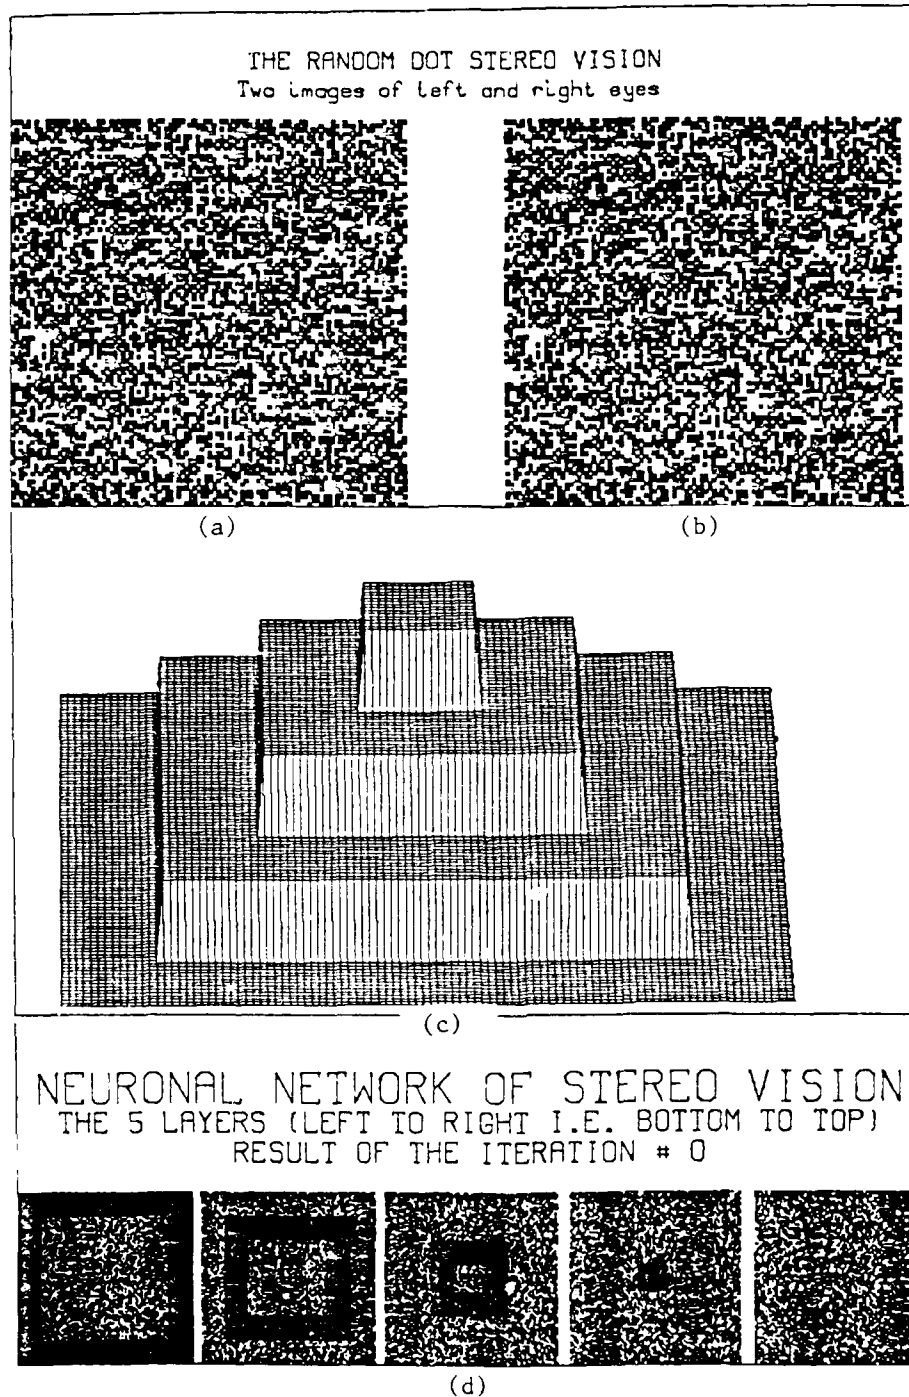 THE RANDOM DOT STEREO VISION
Two images of left and right eyes
(a)
(b)
(c)
NEURONAL NETWORK OF STEREO VISION
THE 5 LAYERS (LEFT TO RIGHT I.E. BOTTOM TO TOP)
RESULT OF THE ITERATION # 0
(d)